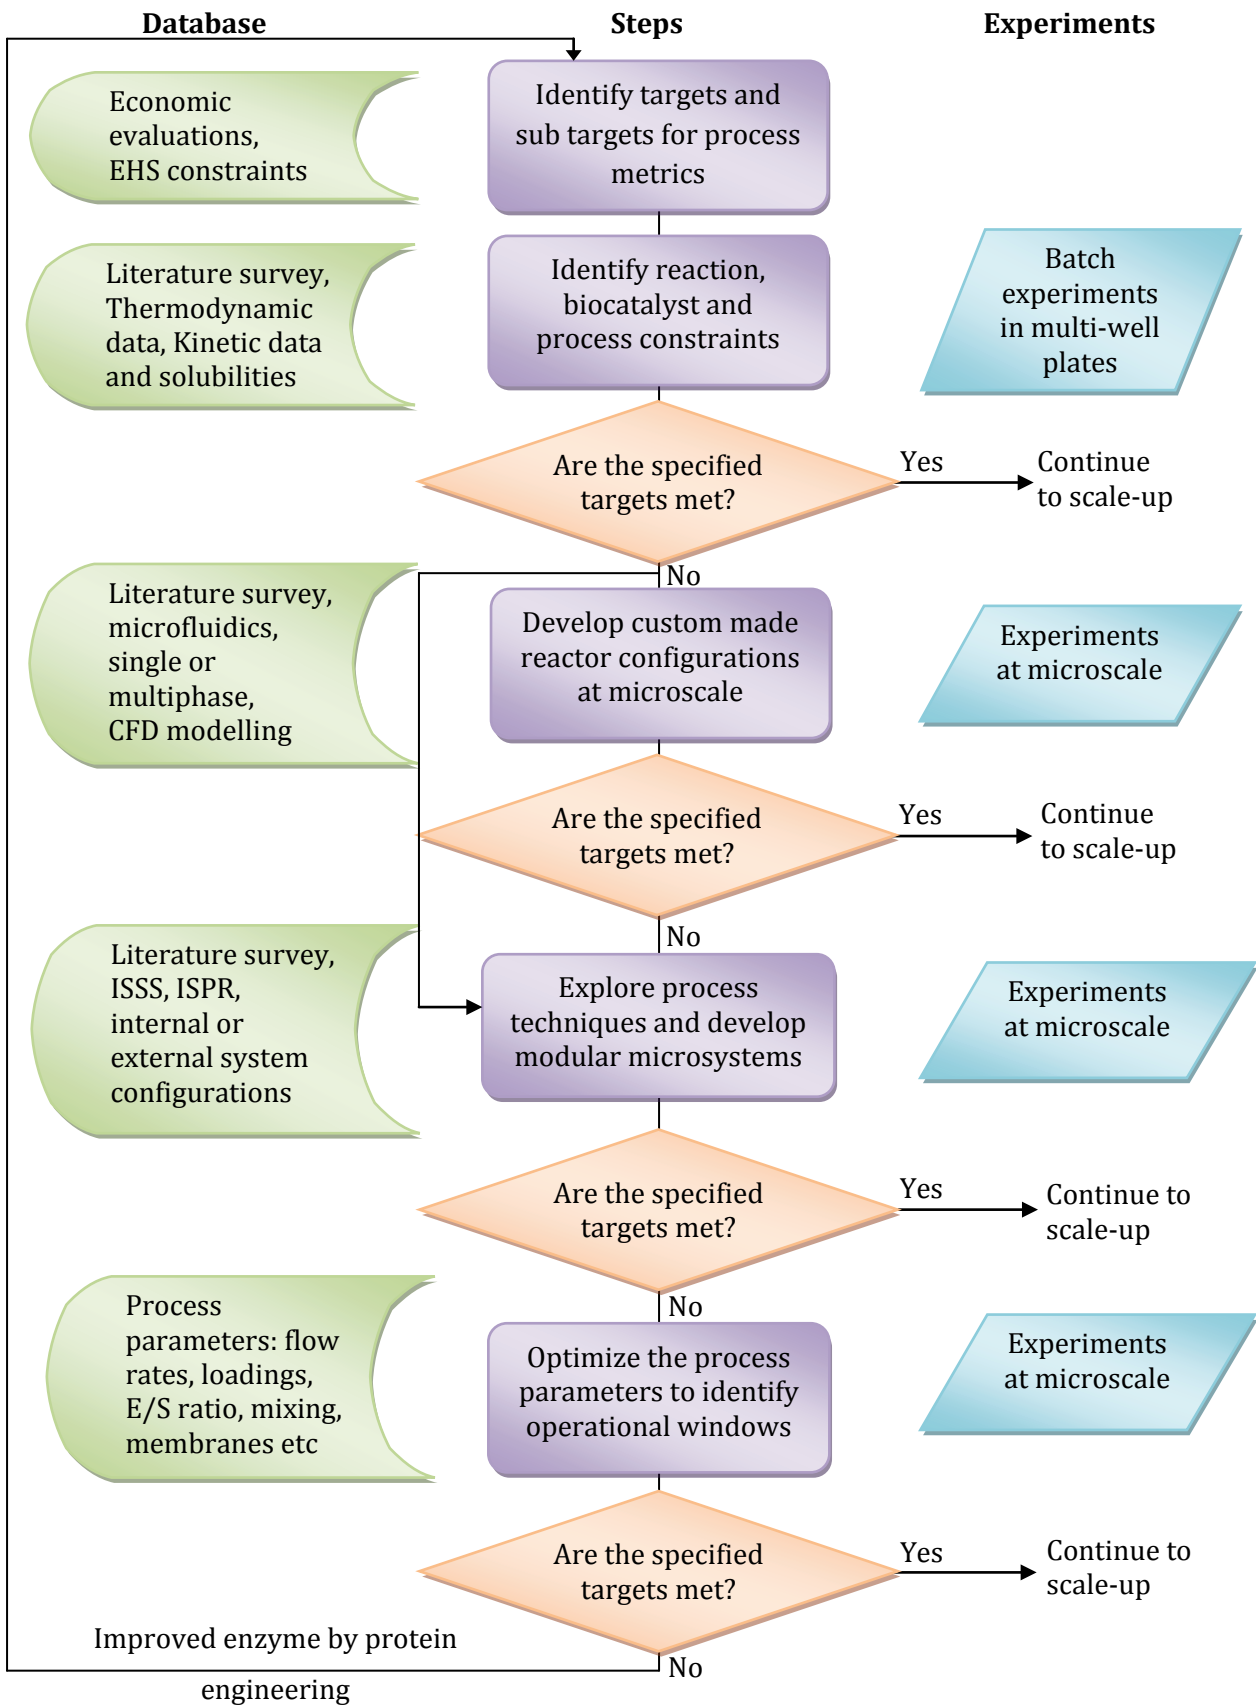 Database
Steps
Experiments
Economic
evaluations,
EHS constraints
Identify targets and
sub targets for process
metrics
Literature survey,
Thermodynamic
data, Kinetic data
and solubilities
Identify reaction,
biocatalyst and
process constraints
Batch
experiments
in multi-well
plates
Are the specified
targets met?
Yes
Continue
to scale-up
No
Literature survey,
microfluidics,
single or
multiphase,
CFD modelling
Develop custom made
reactor configurations
at microscale
Experiments
at microscale
Are the specified
targets met?
Yes
Continue
to scale-up
No
Literature survey,
ISSS, ISPR,
internal or
external system
configurations
Explore process
techniques and develop
modular microsystems
Experiments
at microscale
Are the specified
targets met?
Yes
Continue to
scale-up
No
Process
parameters: flow
rates, loadings,
E/S ratio, mixing,
membranes etc
Optimize the process
parameters to identify
operational windows
Experiments
at microscale
Are the specified
targets met?
Yes
Continue to
scale-up
No
Improved enzyme by protein
engineering